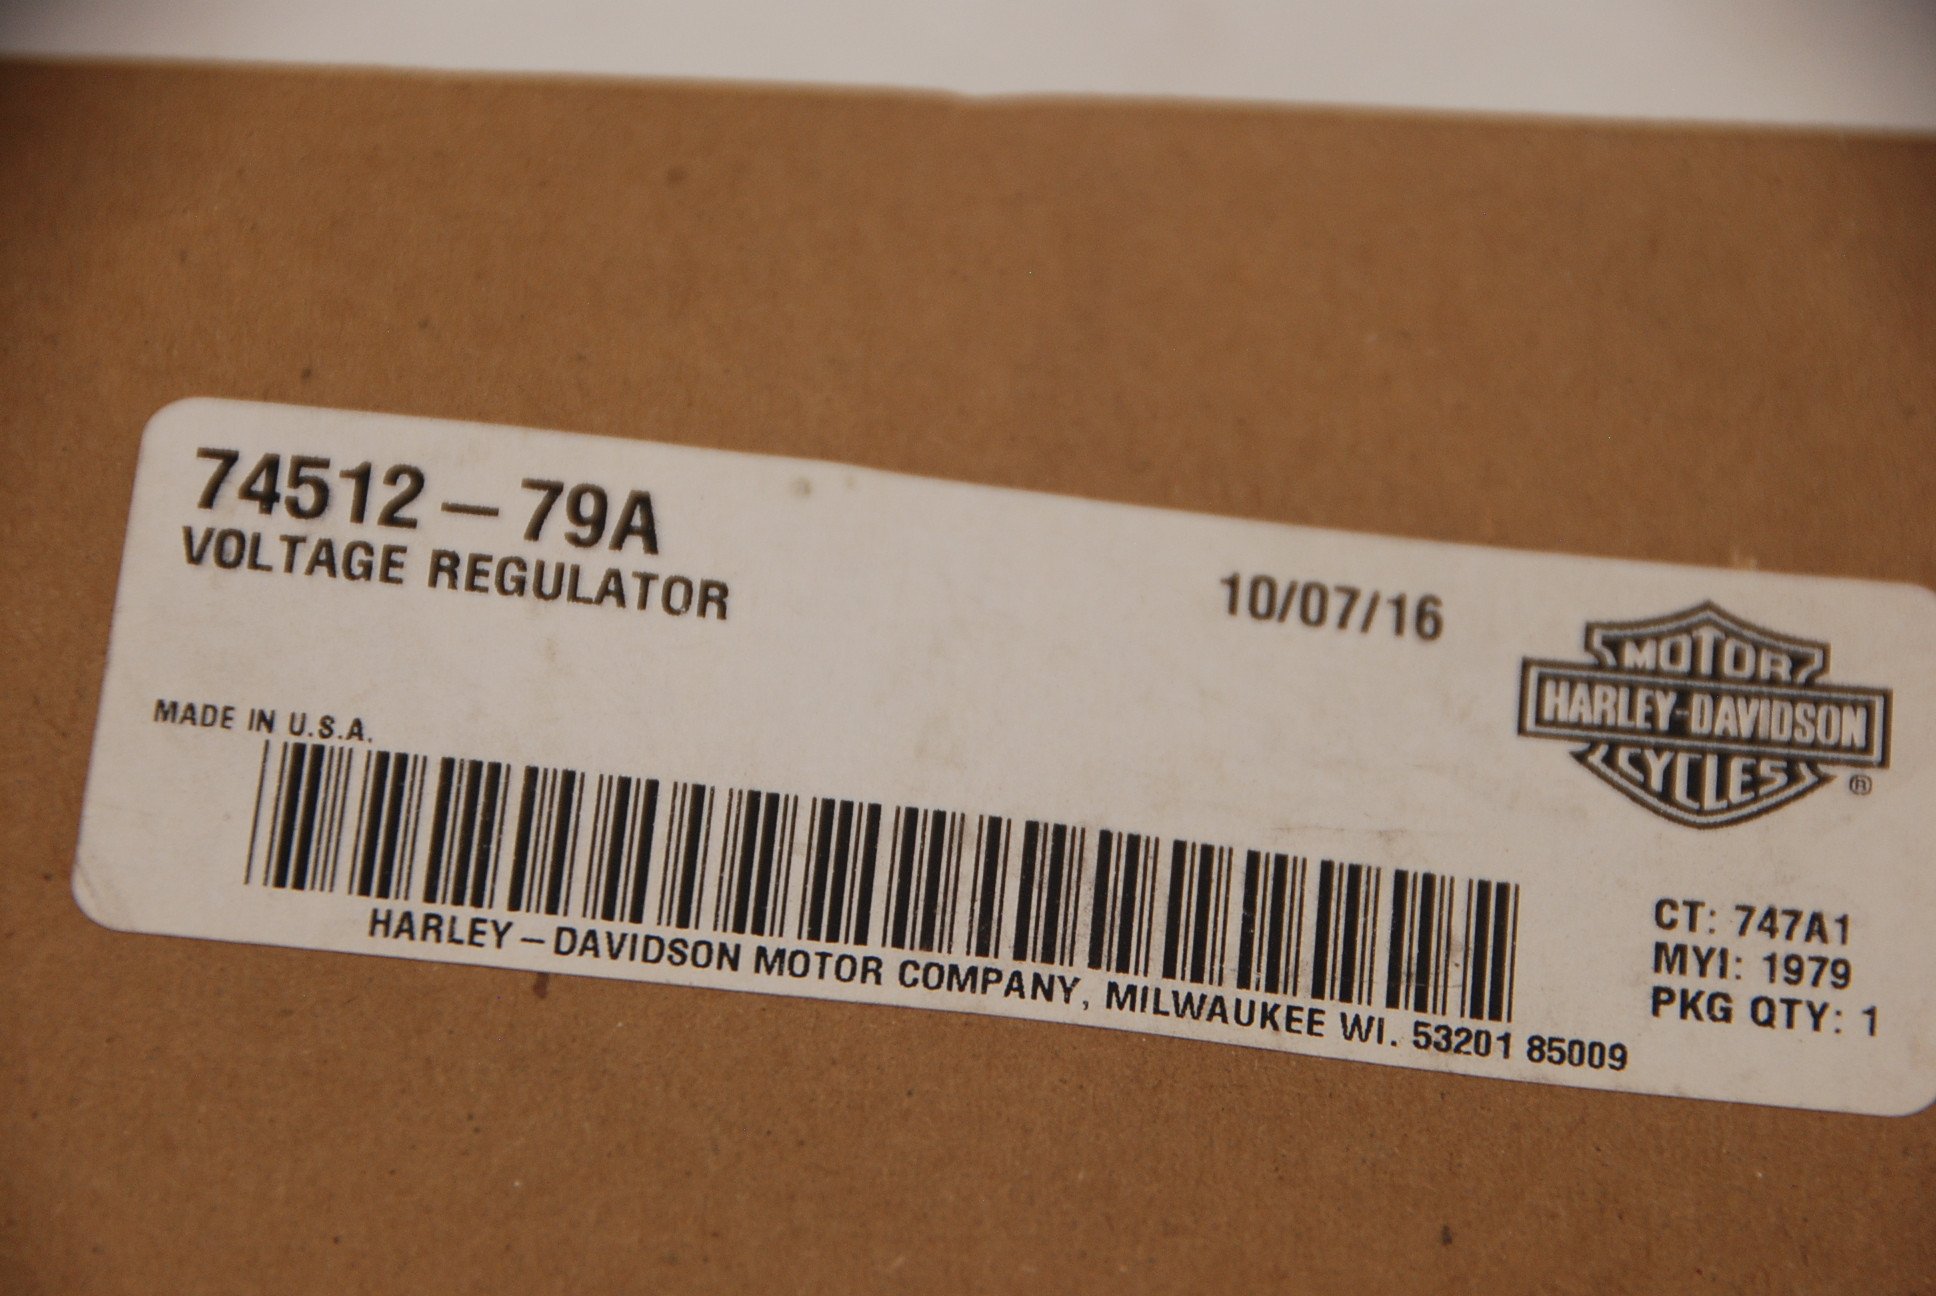 74512-79A
VOLTAGE REGULATOR
10/07/16
MOTOR
HARLEY-DAVIDSON
CYCLES
®
MADE IN U.S.A.
HARLEY-DAVIDSON MOTOR COMPANY, MILWAUKEE WI. 53201 85009
CT: 747A1
MYI: 1979
PKG QTY: 1